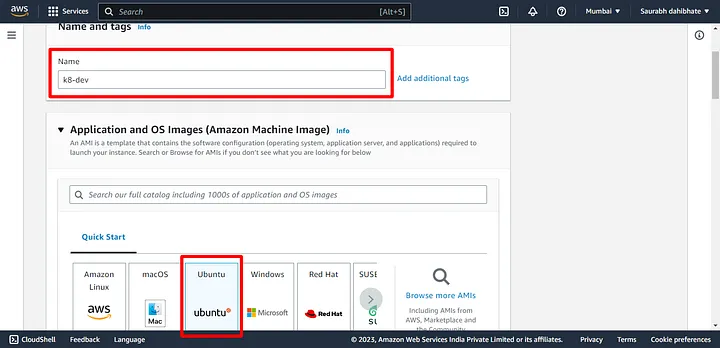 aws
Services
Search
[Alt+S]
Mumbai
Saurabh dahibhate
Name and tags Info
Name
k8-dev
Add additional tags
Application and OS Images (Amazon Machine Image) Info
An AMI is a template that contains the software configuration (operating system, application server, and applications) required to
launch your instance. Search or Browse for AMIs if you don't see what you are looking for below
Search our full catalog including 1000s of application and OS images
Quick Start
Amazon
Linux
aws
macOS
Mac
Ubuntu
ubuntu
Windows
Microsoft
Red Hat
Red Hat
SUSE
Browse more AMIs
Including AMIs from
AWS, Marketplace and
the Community
CloudShell
Feedback
Language
© 2023, Amazon Web Services India Private Limited or its affiliates.
Privacy
Terms
Cookie preferences